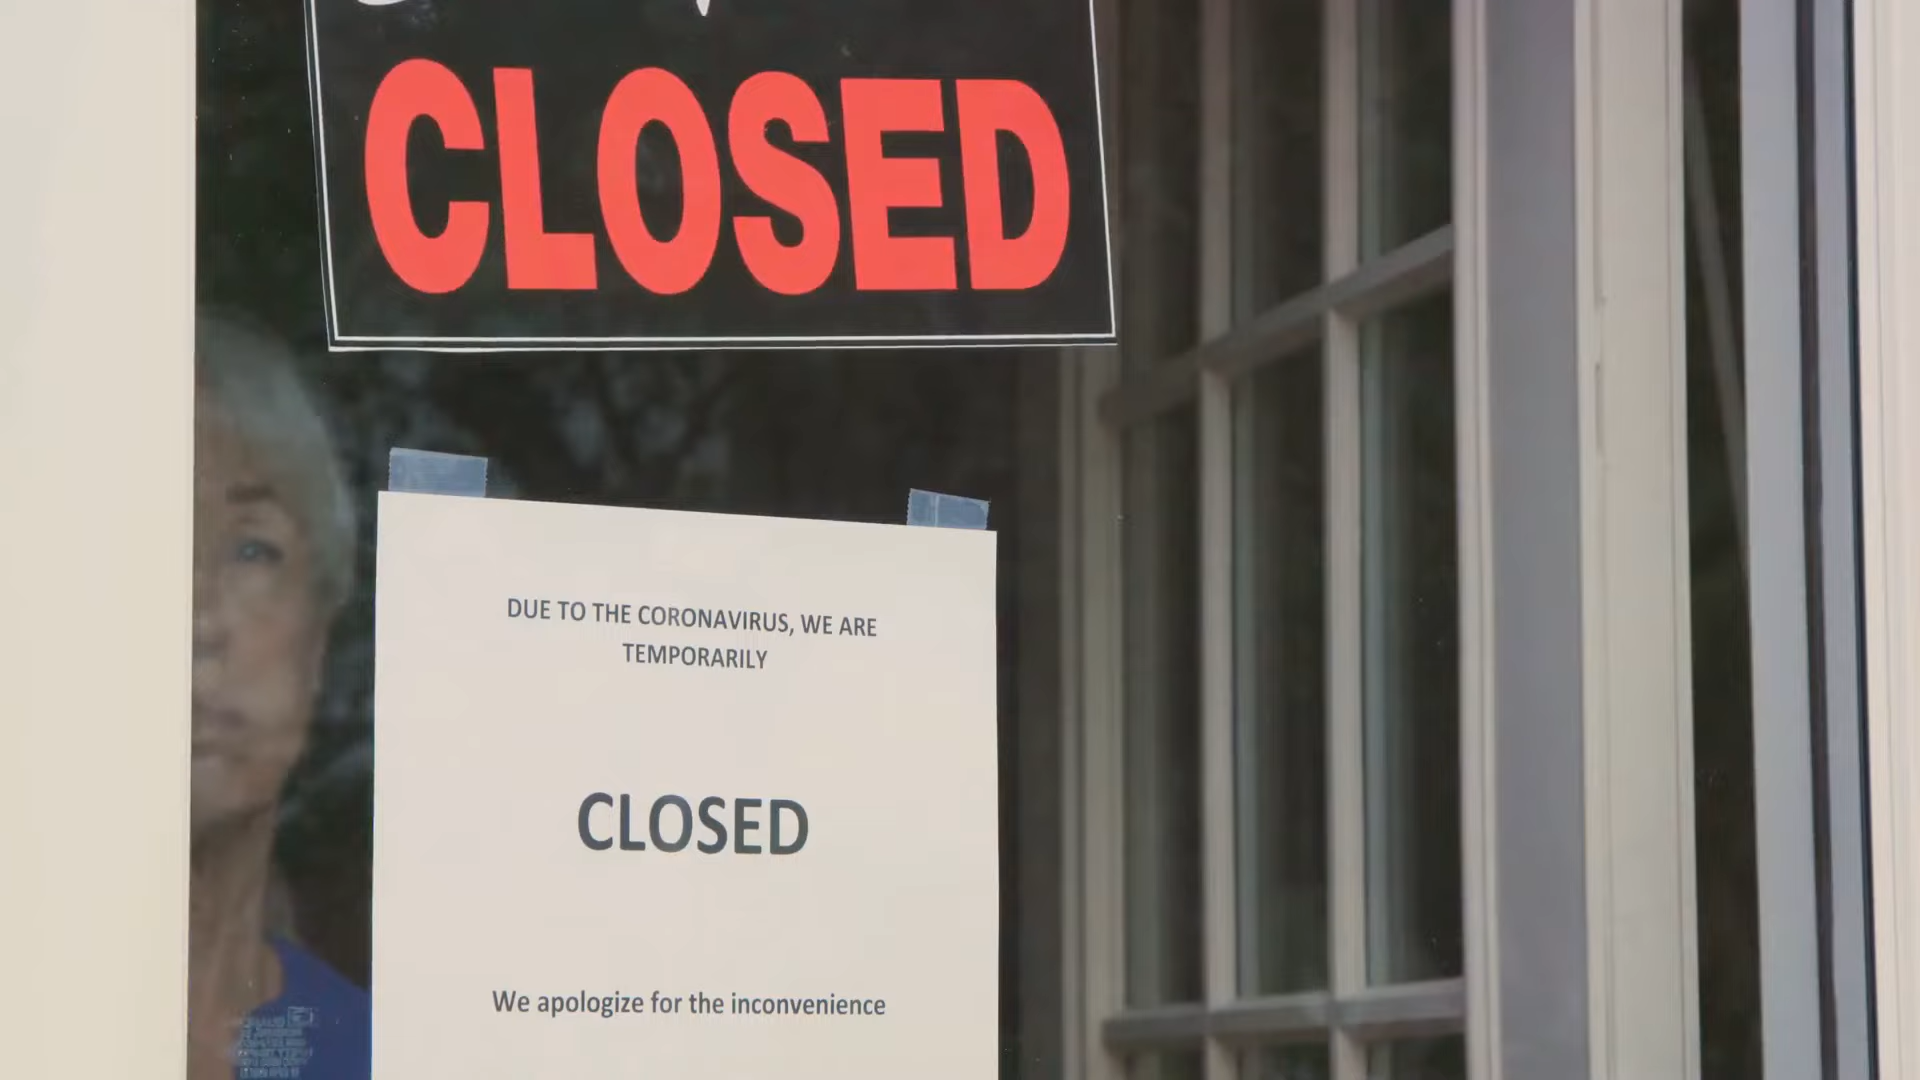 CLOSED
DUE TO THE CORONAVIRUS, WE ARE
TEMPORARILY
CLOSED
We apologize for the inconvenience